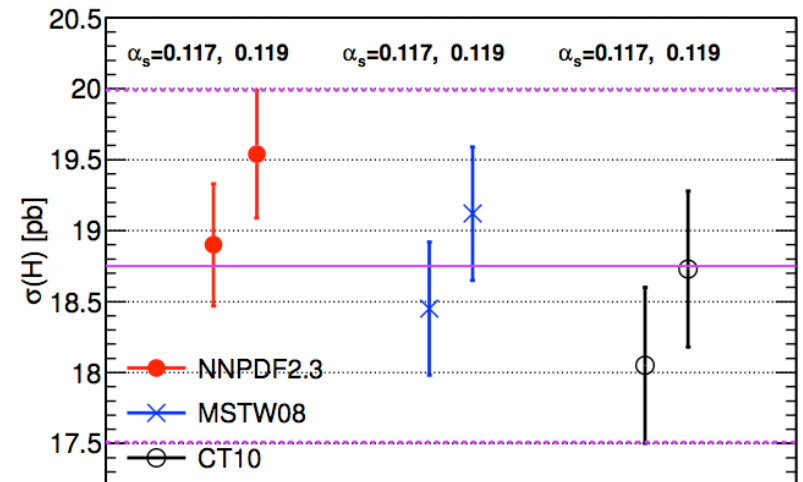 20.5
αs=0.117, 0.119 αs=0.117, 0.119 αs=0.117, 0.119
20
19.5
19
18.5
18
17.5
σ(H) [pb]
NNPDF2.3
MSTW08
CT10